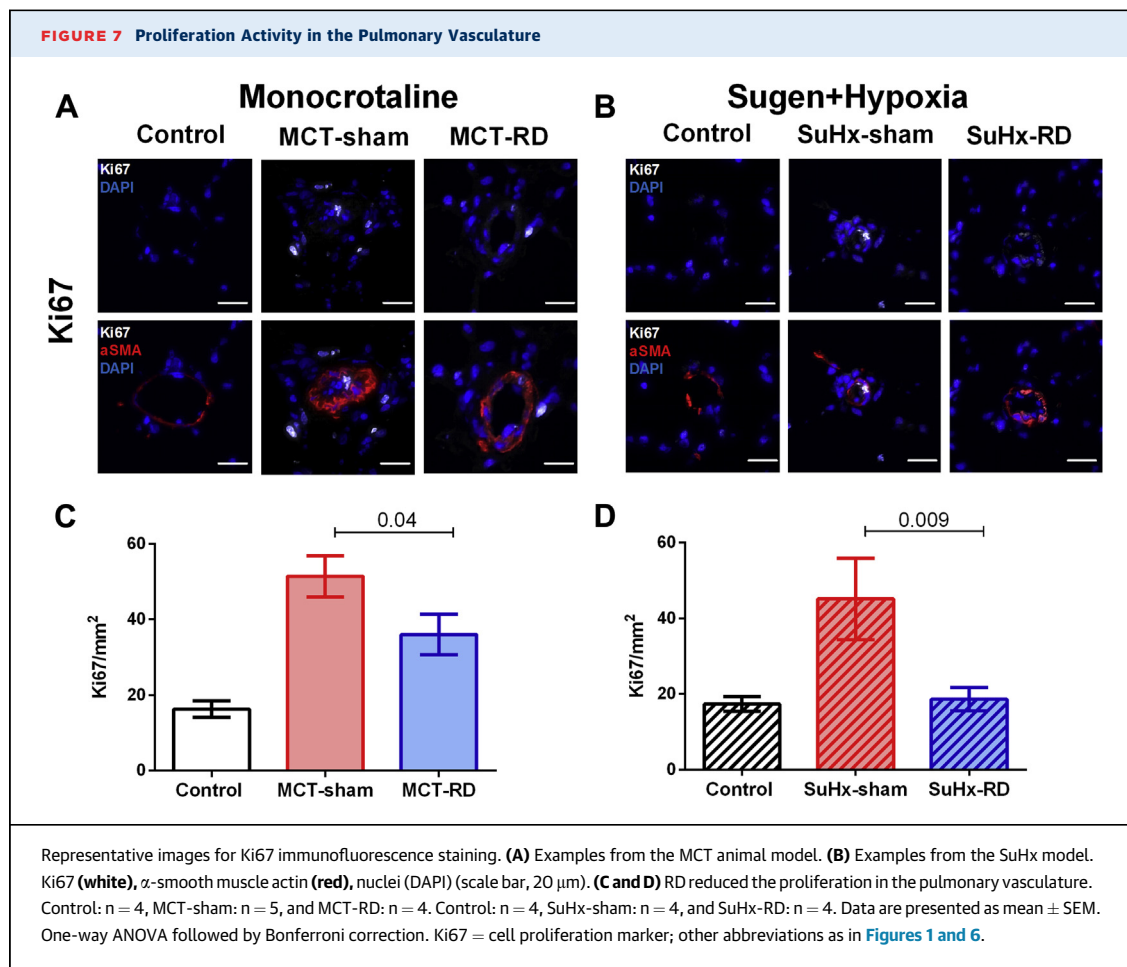 FIGURE 7 Proliferation Activity in the Pulmonary Vasculature
A
Monocrotaline
Control
MCT-sham
MCT-RD
B
Sugen+Hypoxia
Control
SuHx-sham
SuHx-RD
Ki67
Ki67
DAPI
Ki67
DAPI
Ki67
aSMA
DAPI
Ki67
aSMA
DAPI
C
0.04
Ki67/mm²
60
40
20
0
Control
MCT-sham
MCT-RD
D
0.009
Ki67/mm²
60
40
20
0
Control
SuHx-sham
SuHx-RD
Representative images for Ki67 immunofluorescence staining. (A) Examples from the MCT animal model. (B) Examples from the SuHx model.
Ki67 (white), α-smooth muscle actin (red), nuclei (DAPI) (scale bar, 20 μm). (C and D) RD reduced the proliferation in the pulmonary vasculature.
Control: n = 4, MCT-sham: n = 5, and MCT-RD: n = 4. Control: n = 4, SuHx-sham: n = 4, and SuHx-RD: n = 4. Data are presented as mean ± SEM.
One-way ANOVA followed by Bonferroni correction. Ki67 = cell proliferation marker; other abbreviations as in Figures 1 and 6.